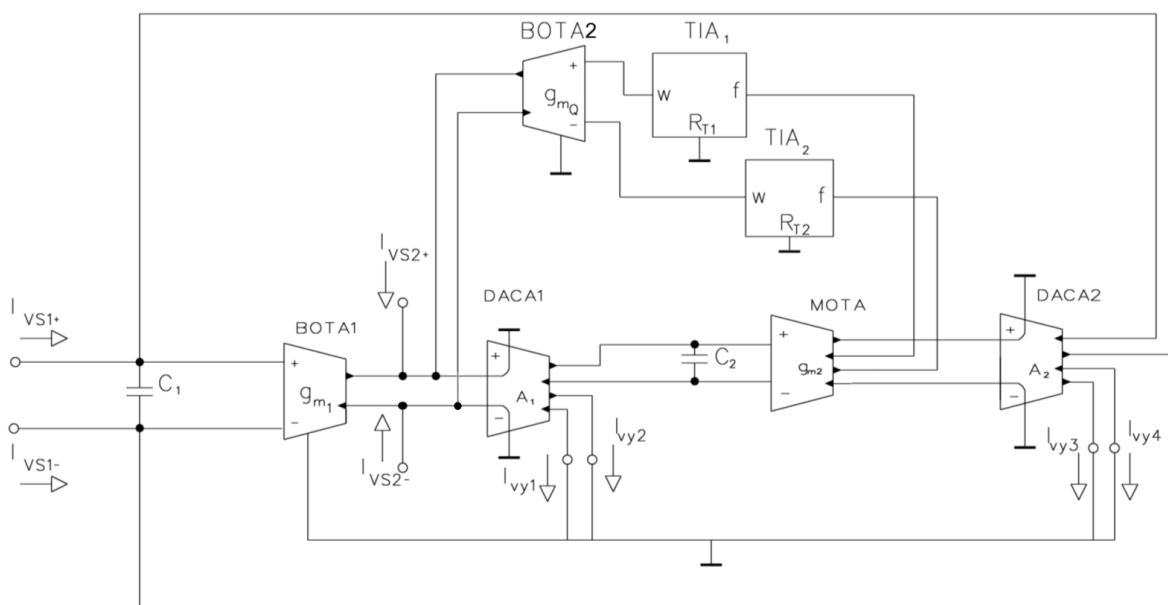 BOTA2
TIA1
+
gmQ
−
w
f
RT1
TIA2
w
f
RT2
IVS2+
DACA1
MOTA
DACA2
IVS1+
BOTA1
+
gm1
−
C1
+
A1
−
C2
+
gm2
−
+
A2
−
IVS1-
IVS2-
Ivy1
Ivy2
Ivy3
Ivy4